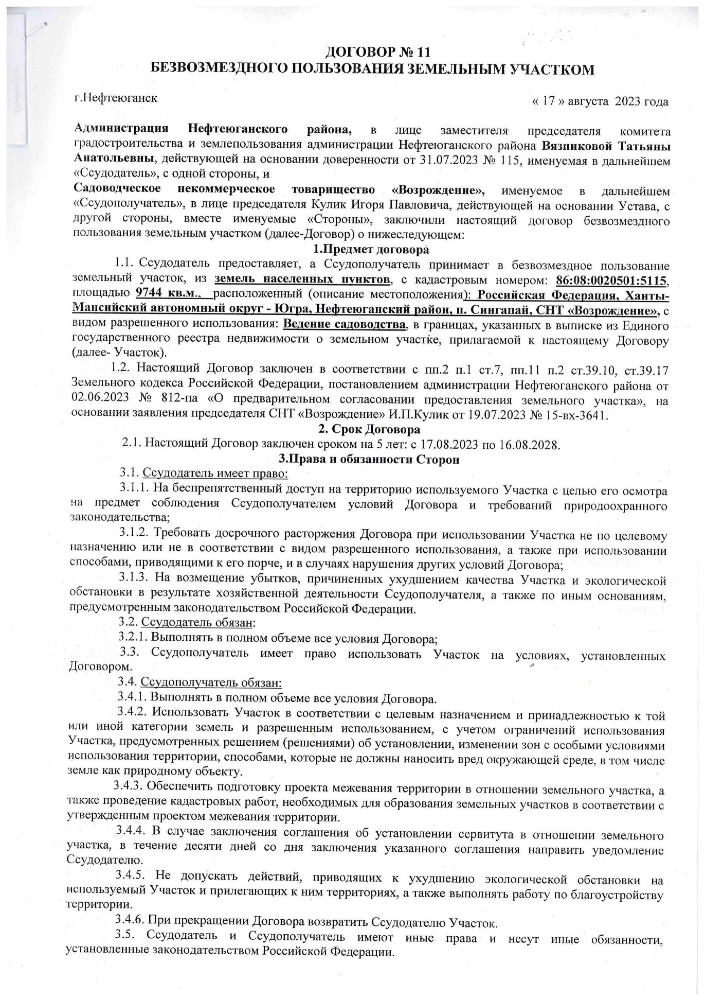 ДОГОВОР № 11
БЕЗВОЗМЕЗДНОГО ПОЛЬЗОВАНИЯ ЗЕМЕЛЬНЫМ УЧАСТКОМ
г.Нефтеюганск « 17 » августа 2023 года
Администрация Нефтеюганского района, в лице заместителя председателя комитета
градостроительства и землепользования администрации Нефтеюганского района Вязниковой Татьяны
Анатольевны, действующей на основании доверенности от 31.07.2023 № 115, именуемая в дальнейшем
«Ссудодатель», с одной стороны, и
Садоводческое некоммерческое товарищество «Возрождение», именуемое в дальнейшем
«Ссудополучатель», в лице председателя Кулик Игоря Павловича, действующей на основании Устава, с
другой стороны, вместе именуемые «Стороны», заключили настоящий договор безвозмездного
пользования земельным участком (далее-Договор) о нижеследующем:
1.Предмет договора
1.1. Ссудодатель предоставляет, а Ссудополучатель принимает в безвозмездное пользование
земельный участок, из земель населенных пунктов, с кадастровым номером: 86:08:0020501:5115,
площадью 9744 кв.м., расположенный (описание местоположения): Российская Федерация, Ханты-
Мансийский автономный округ - Югра, Нефтеюганский район, п. Сингапай, СНТ «Возрождение», с
видом разрешенного использования: Ведение садоводства, в границах, указанных в выписке из Единого
государственного реестра недвижимости о земельном участке, прилагаемой к настоящему Договору
(далее- Участок).
1.2. Настоящий Договор заключен в соответствии с пп.2 п.1 ст.7, пп.11 п.2 ст.39.10, ст.39.17
Земельного кодекса Российской Федерации, постановлением администрации Нефтеюганского района от
02.06.2023 № 812-па «О предварительном согласовании предоставления земельного участка», на
основании заявления председателя СНТ «Возрождение» И.П.Кулик от 19.07.2023 № 15-вх-3641.
2. Срок Договора
2.1. Настоящий Договор заключен сроком на 5 лет: с 17.08.2023 по 16.08.2028.
3.Права и обязанности Сторон
3.1. Ссудодатель имеет право:
3.1.1. На беспрепятственный доступ на территорию используемого Участка с целью его осмотра
на предмет соблюдения Ссудополучателем условий Договора и требований природоохранного
законодательства;
3.1.2. Требовать досрочного расторжения Договора при использовании Участка не по целевому
назначению или не в соответствии с видом разрешенного использования, а также при использовании
способами, приводящими к его порче, и в случаях нарушения других условий Договора;
3.1.3. На возмещение убытков, причиненных ухудшением качества Участка и экологической
обстановки в результате хозяйственной деятельности Ссудополучателя, а также по иным основаниям,
предусмотренным законодательством Российской Федерации.
3.2. Ссудодатель обязан:
3.2.1. Выполнять в полном объеме все условия Договора;
3.3. Ссудополучатель имеет право использовать Участок на условиях, установленных
Договором.
3.4. Ссудополучатель обязан:
3.4.1. Выполнять в полном объеме все условия Договора.
3.4.2. Использовать Участок в соответствии с целевым назначением и принадлежностью к той
или иной категории земель и разрешенным использованием, с учетом ограничений использования
Участка, предусмотренных решением (решениями) об установлении, изменении зон с особыми условиями
использования территории, способами, которые не должны наносить вред окружающей среде, в том числе
земле как природному объекту.
3.4.3. Обеспечить подготовку проекта межевания территории в отношении земельного участка, а
также проведение кадастровых работ, необходимых для образования земельных участков в соответствии с
утвержденным проектом межевания территории.
3.4.4. В случае заключения соглашения об установлении сервитута в отношении земельного
участка, в течение десяти дней со дня заключения указанного соглашения направить уведомление
Ссудодателю.
3.4.5. Не допускать действий, приводящих к ухудшению экологической обстановки на
используемый Участок и прилегающих к ним территориях, а также выполнять работу по благоустройству
территории.
3.4.6. При прекращении Договора возвратить Ссудодателю Участок.
3.5. Ссудодатель и Ссудополучатель имеют иные права и несут иные обязанности,
установленные законодательством Российской Федерации.